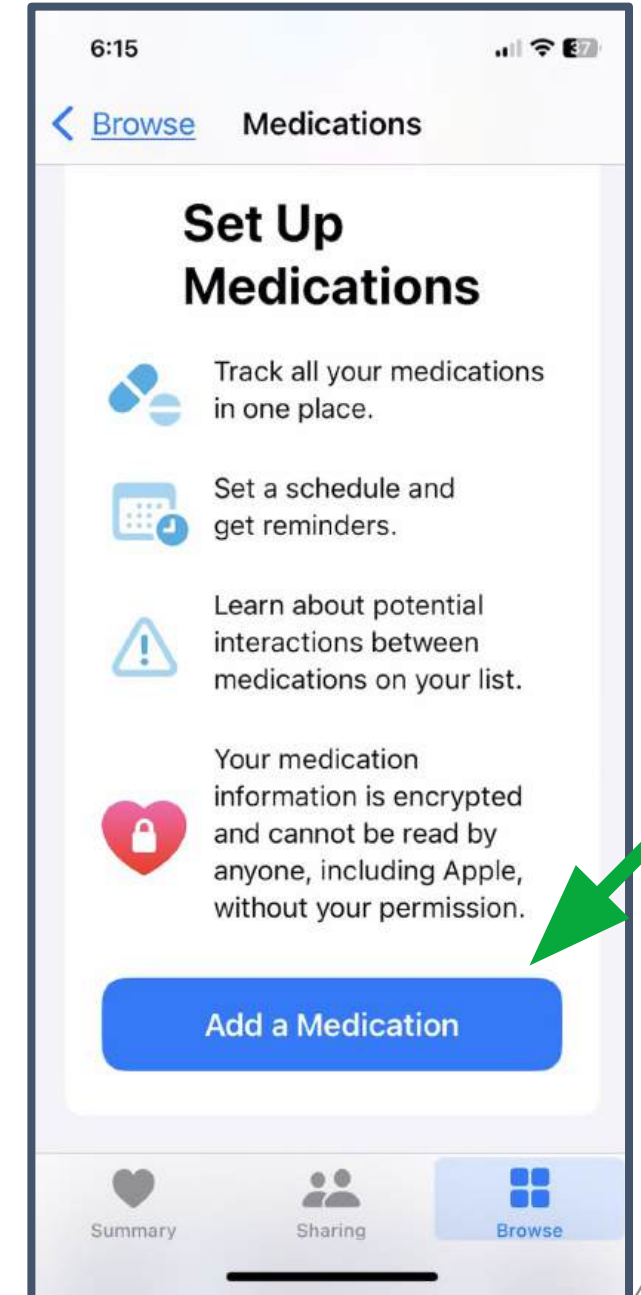 6:15
37
Browse Medications
Set Up
Medications
Track all your medications
in one place.
Set a schedule and
get reminders.
Learn about potential
interactions between
medications on your list.
Your medication
information is encrypted
and cannot be read by
anyone, including Apple,
without your permission.
Add a Medication
Summary Sharing Browse